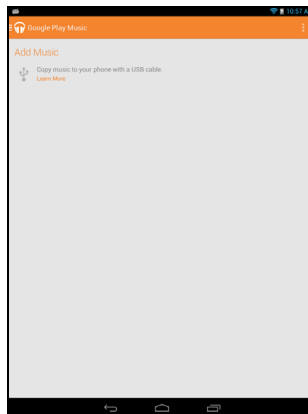 10:57 A
Google Play Music
Add Music
Copy music to your phone with a USB cable.
Learn More